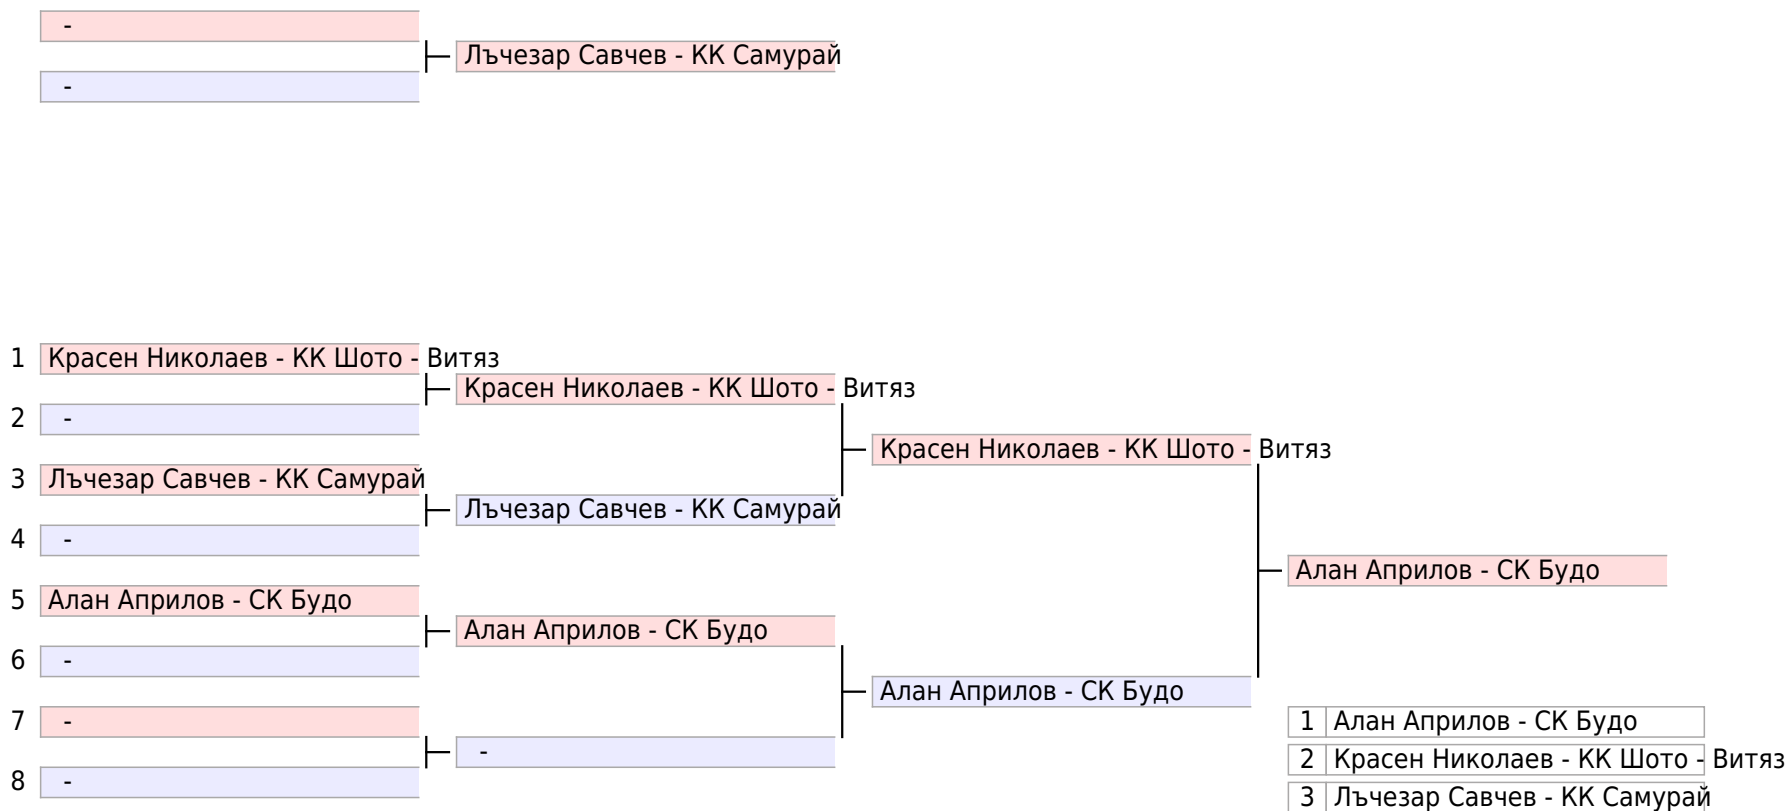 -
Лъчезар Савчев - КК Самурай
-
1 Красен Николаев - КК Шото - Витяз
Красен Николаев - КК Шото - Витяз
2 -
Красен Николаев - КК Шото - Витяз
3 Лъчезар Савчев - КК Самурай
Лъчезар Савчев - КК Самурай
4 -
Алан Априлов - СК Будо
5 Алан Априлов - СК Будо
Алан Априлов - СК Будо
6 -
Алан Априлов - СК Будо
7 -
1 Алан Априлов - СК Будо
-
2 Красен Николаев - КК Шото - Витяз
8 -
3 Лъчезар Савчев - КК Самурай